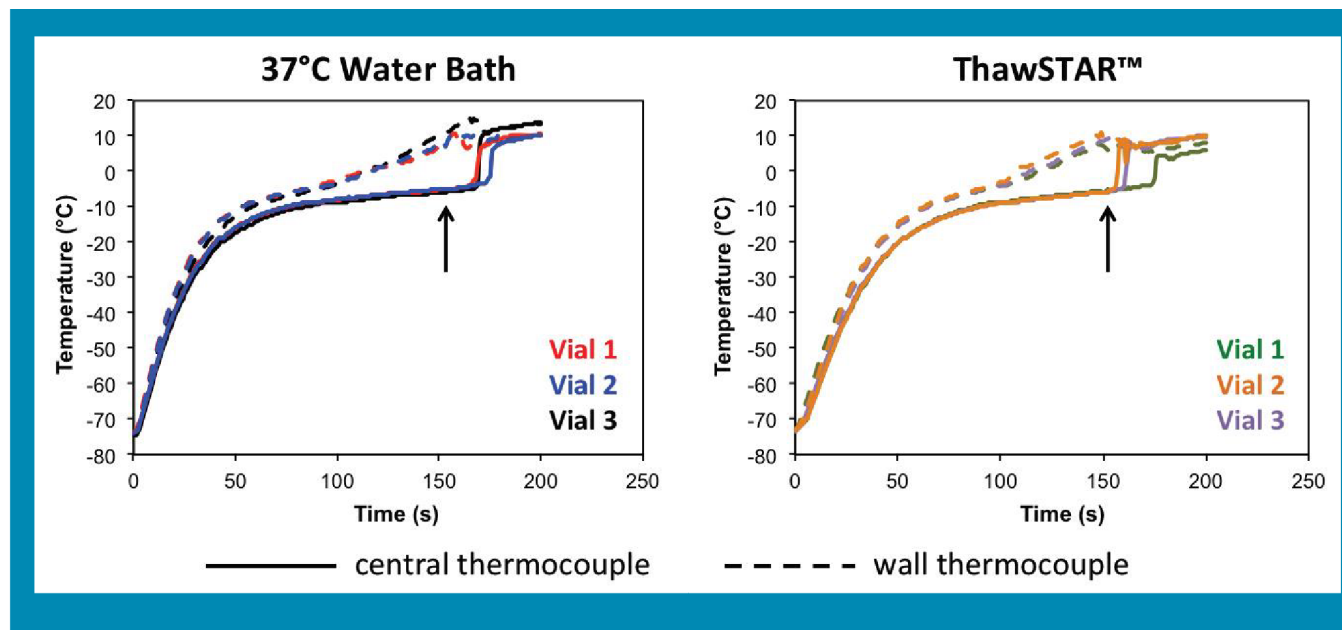 37°C Water Bath
Temperature (°C)
20
10
0
-10
-20
-30
-40
-50
-60
-70
-80
Vial 1
Vial 2
Vial 3
0 50 100 150 200 250
Time (s)
ThawSTAR™
Temperature (°C)
20
10
0
-10
-20
-30
-40
-50
-60
-70
-80
Vial 1
Vial 2
Vial 3
0 50 100 150 200 250
Time (s)
central thermocouple
wall thermocouple